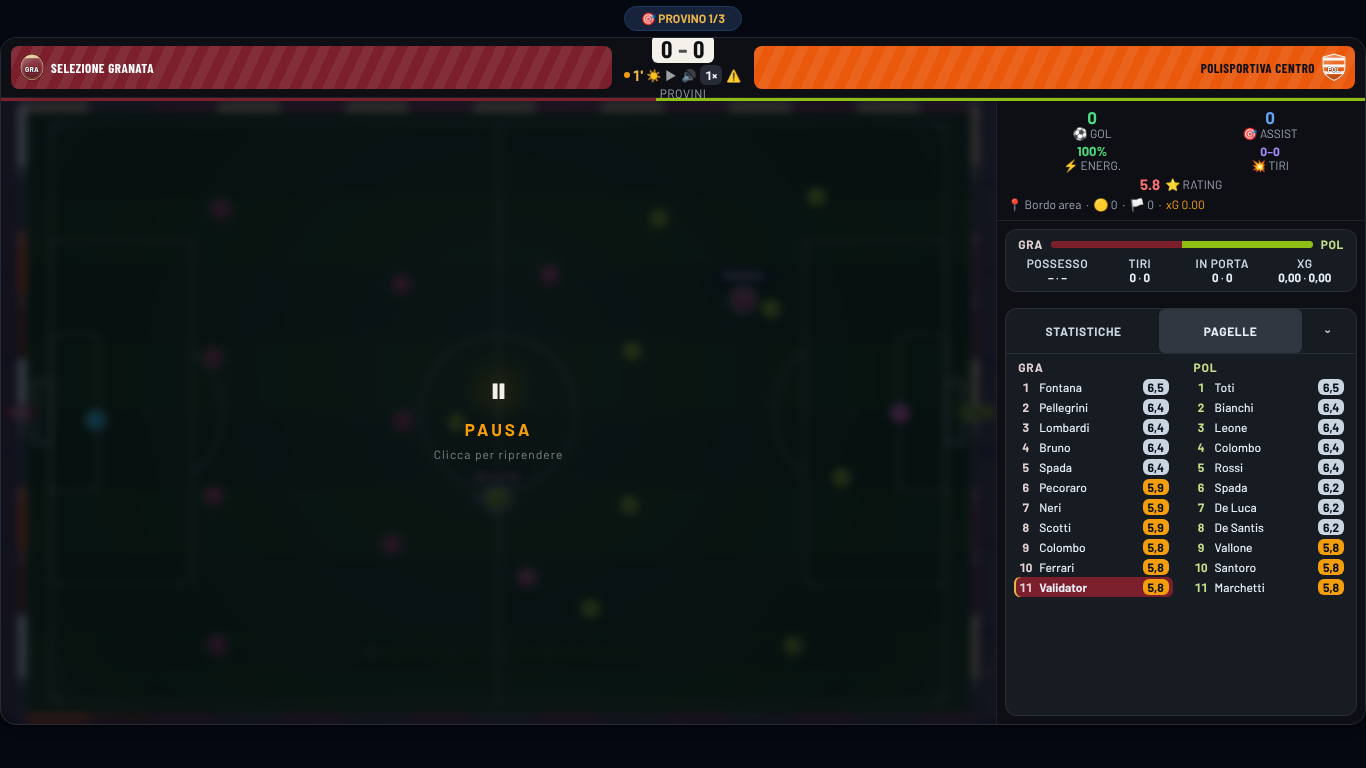 🎯 PROVINO 1/3
GRA SELEZIONE GRANATA
0 - 0
1' ☀️ ▶ 🔊 1× ⚠️
PROVINI
POLISPORTIVA CENTRO POL
0 0
⚽ GOL 🎯 ASSIST
100% 0-0
⚡ ENERG. 💥 TIRI
5.8 ⭐ RATING
📍 Bordo area · 🟡 0 · 🏳️ 0 · xG 0.00
GRA POL
POSSESSO TIRI IN PORTA XG
– · – 0 · 0 0 · 0 0,00 · 0,00
STATISTICHE PAGELLE ⌄
GRA POL
1 Fontana 6,5 1 Toti 6,5
2 Pellegrini 6,4 2 Bianchi 6,4
3 Lombardi 6,4 3 Leone 6,4
4 Bruno 6,4 4 Colombo 6,4
5 Spada 6,4 5 Rossi 6,4
6 Pecoraro 5,9 6 Spada 6,2
7 Neri 5,9 7 De Luca 6,2
8 Scotti 5,9 8 De Santis 6,2
9 Colombo 5,8 9 Vallone 5,8
10 Ferrari 5,8 10 Santoro 5,8
11 Validator 5,8 11 Marchetti 5,8
PAUSA
Clicca per riprendere